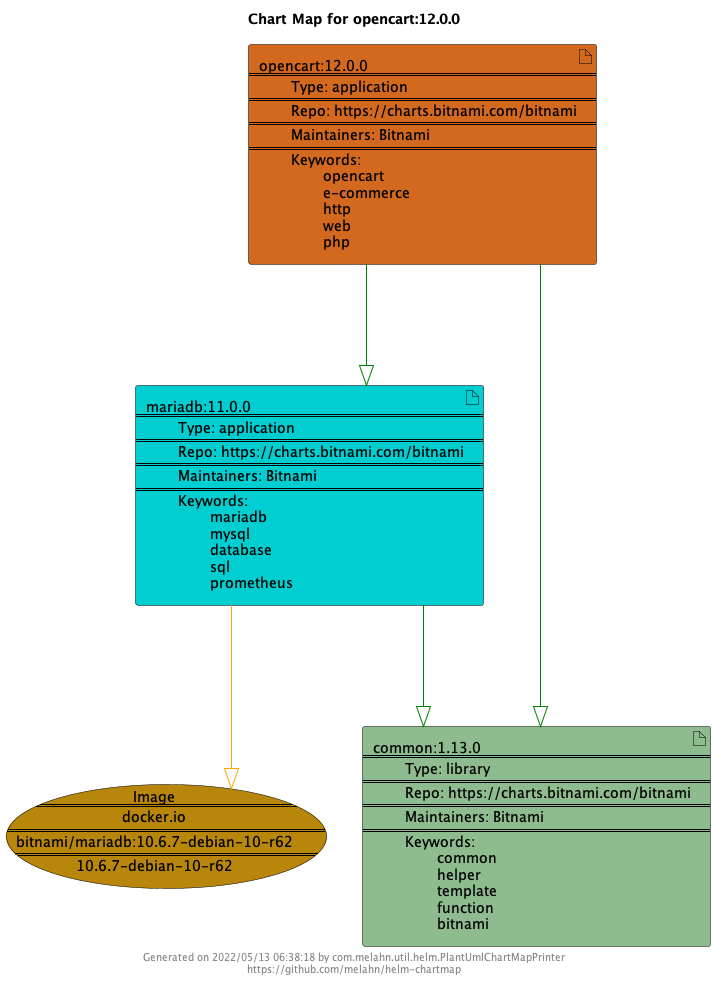 Chart Map for opencart:12.0.0
opencart:12.0.0
Type: application
Repo: https://charts.bitnami.com/bitnami
Maintainers: Bitnami
Keywords:
opencart
e-commerce
http
web
php
mariadb:11.0.0
Type: application
Repo: https://charts.bitnami.com/bitnami
Maintainers: Bitnami
Keywords:
mariadb
mysql
database
sql
prometheus
Image
docker.io
bitnami/mariadb:10.6.7-debian-10-r62
10.6.7-debian-10-r62
common:1.13.0
Type: library
Repo: https://charts.bitnami.com/bitnami
Maintainers: Bitnami
Keywords:
common
helper
template
function
bitnami
Generated on 2022/05/13 06:38:18 by com.melahn.util.helm.PlantUmlChartMapPrinter
https://github.com/melahn/helm-chartmap